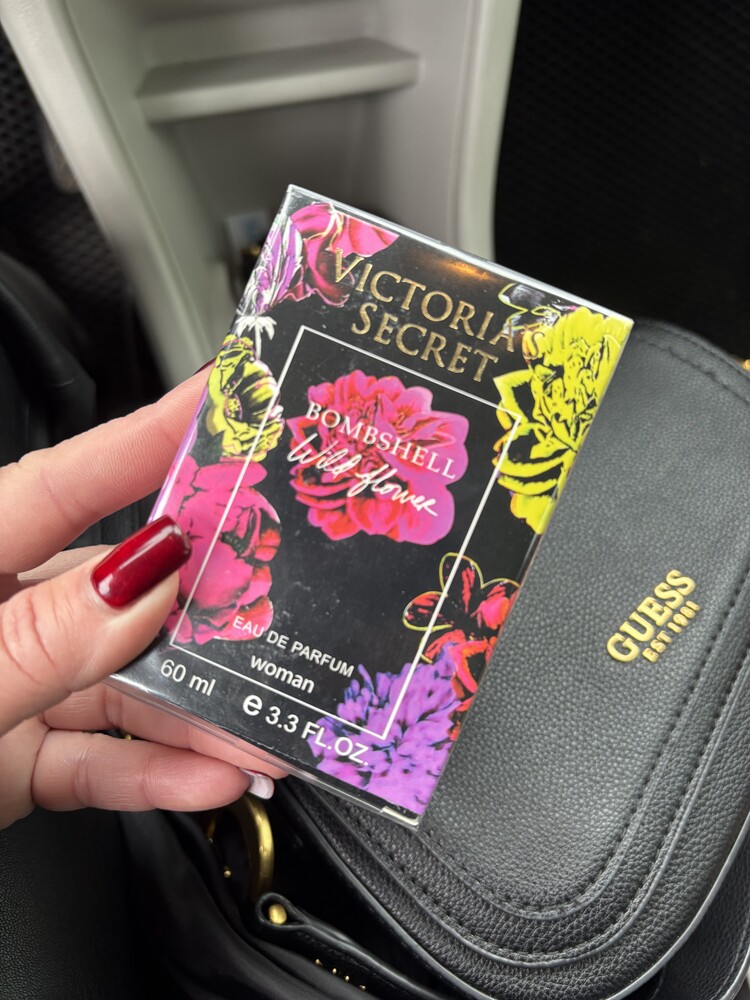 VICTORIA'S
SECRET
BOMBSHELL
Wild flower
EAU DE PARFUM
woman
60 ml e 3.3 FL.OZ.
GUESS
EST 1981